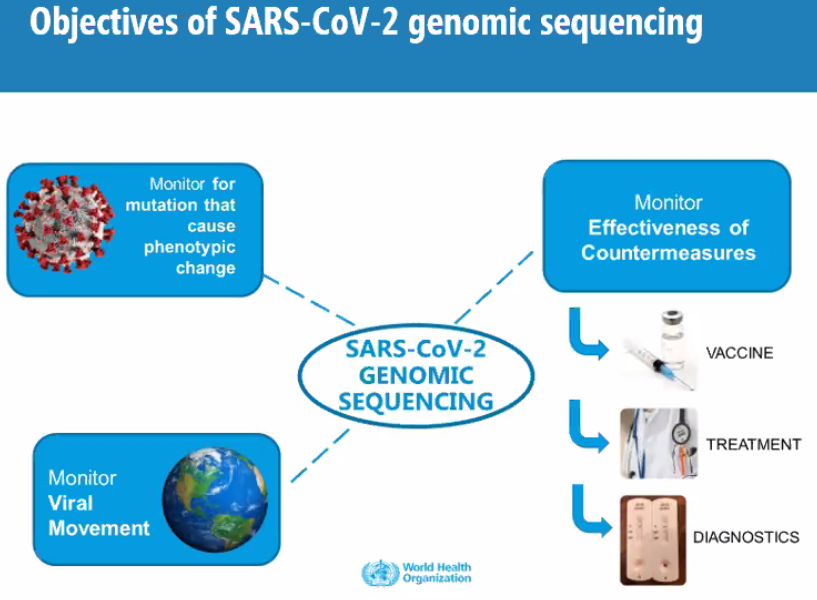 Objectives of SARS-CoV-2 genomic sequencing
Monitor for
mutation that
cause
phenotypic
change
Monitor
Effectiveness of
Countermeasures
SARS-CoV-2
GENOMIC
SEQUENCING
VACCINE
TREATMENT
DIAGNOSTICS
Monitor
Viral
Movement
World Health
Organization